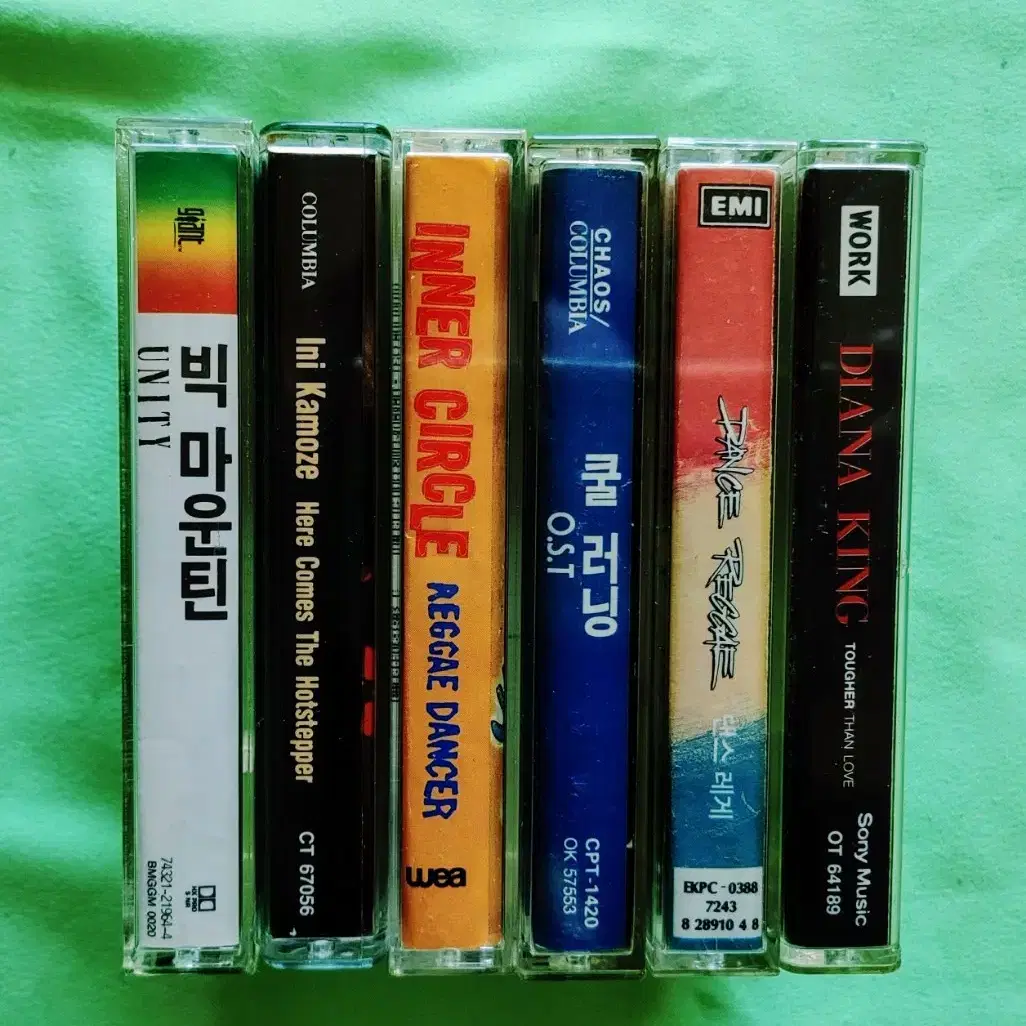 giant
빅 마운틴
UNITY
74321-21964-4
BMGGM 0020
COLUMBIA
Ini Kamoze Here Comes The Hotstepper
CT 67056
INNER CIRCLE REGGAE DANCER
wea
CHAOS/
COLUMBIA
쿨 러닝
O.S.T
CPT-1420
OK 57553
EMI
DANCE REGGAE 댄스 레게
EKPC-0388
7243
8 28910 4 8
WORK
DIANA KING TOUGHER THAN LOVE
Sony Music
OT 64189